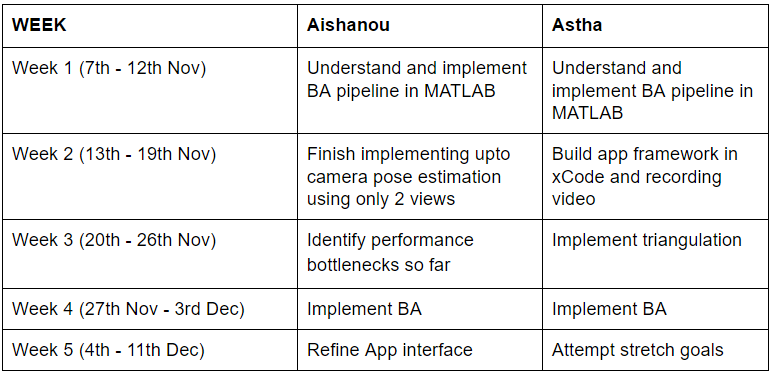 WEEK Aishanou Astha
Week 1 (7th - 12th Nov) Understand and implement Understand and
BA pipeline in MATLAB implement BA pipeline in
MATLAB
Week 2 (13th - 19th Nov) Finish implementing upto Build app framework in
camera pose estimation xCode and recording
using only 2 views video
Week 3 (20th - 26th Nov) Identify performance Implement triangulation
bottlenecks so far
Week 4 (27th Nov - 3rd Dec) Implement BA Implement BA
Week 5 (4th - 11th Dec) Refine App interface Attempt stretch goals